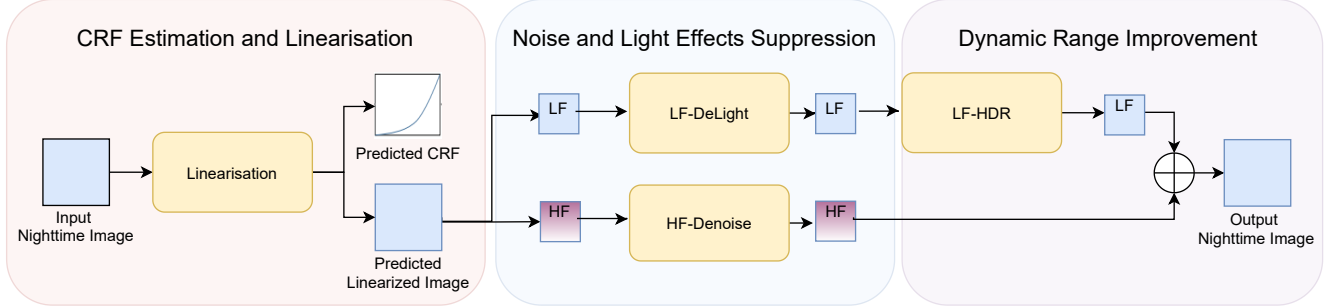 CRF Estimation and Linearisation
Noise and Light Effects Suppression
Dynamic Range Improvement
Input
Nighttime Image
Linearisation
Predicted CRF
Predicted
Linearized Image
LF
LF-DeLight
LF
HF
HF-Denoise
HF
LF-HDR
LF
Output
Nighttime Image